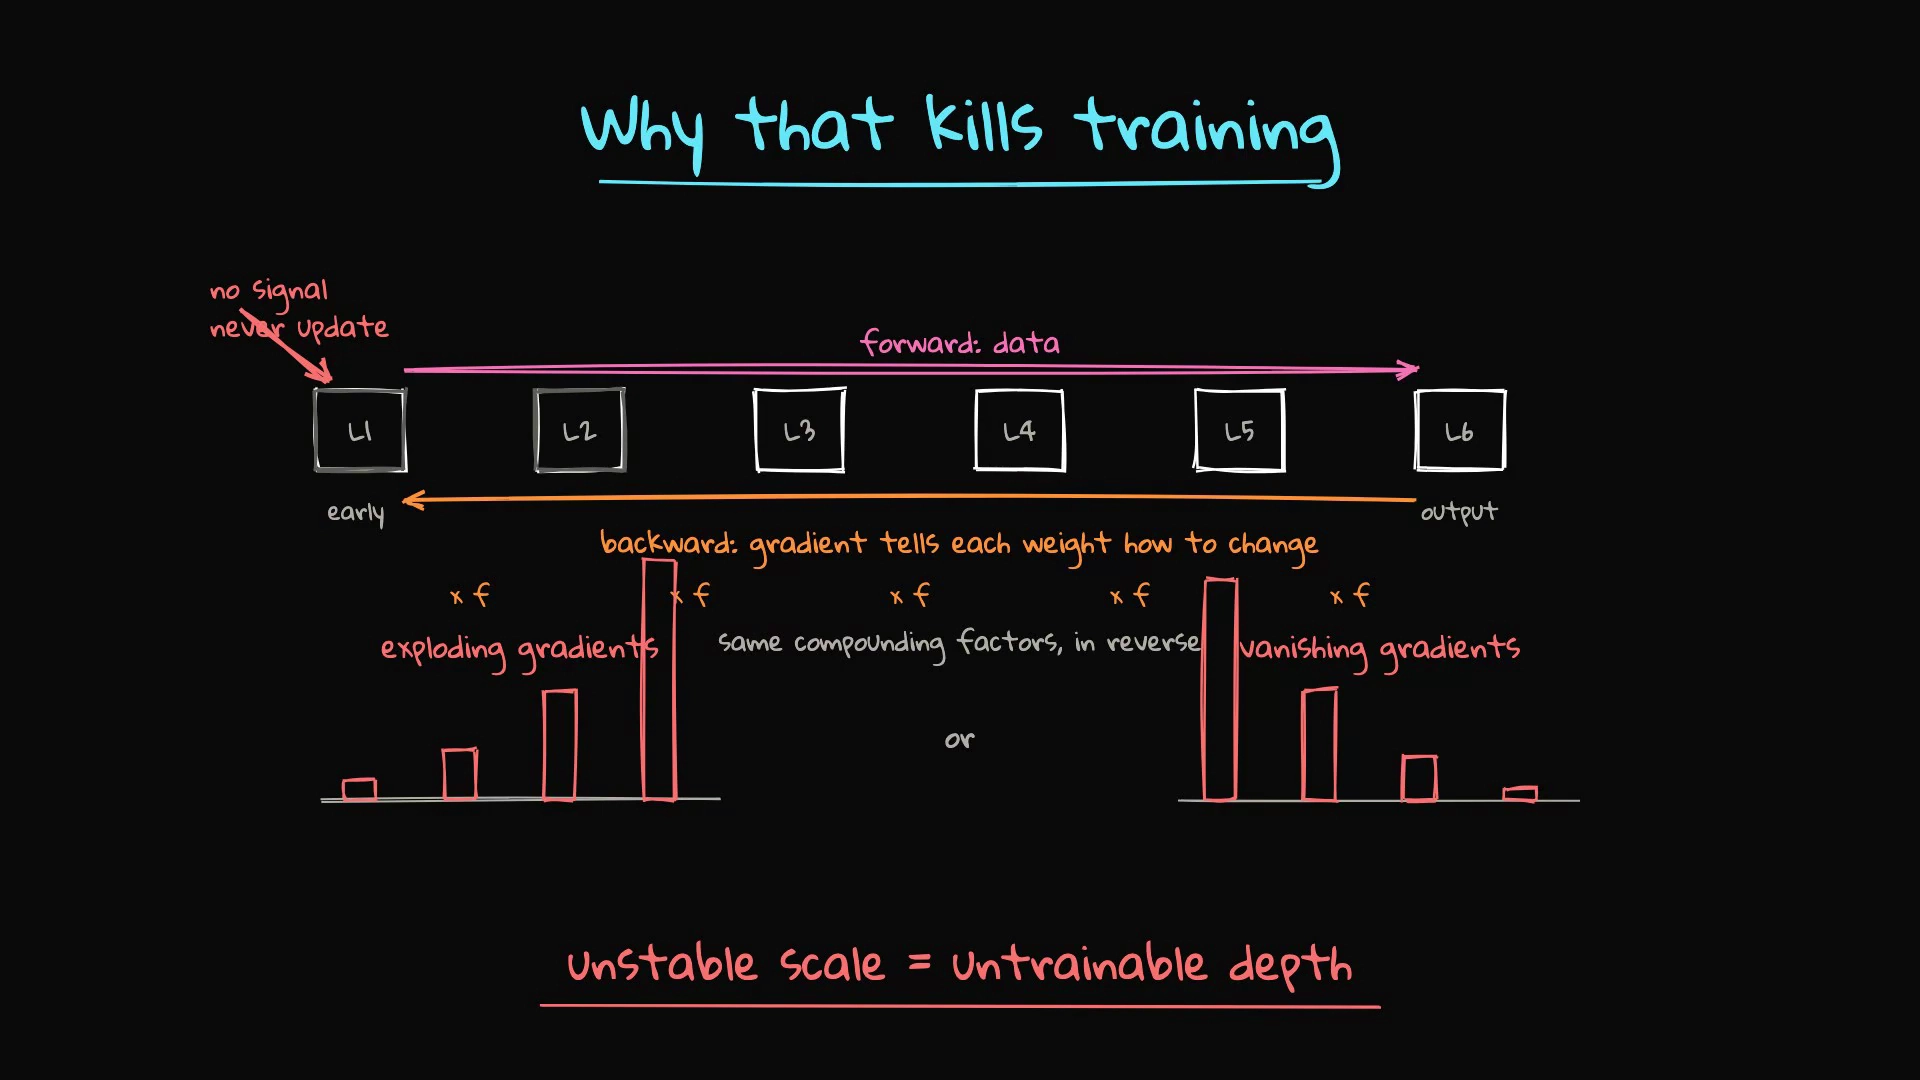 Why that kills training
no signal
never update
forward: data
L1
L2
L3
L4
L5
L6
early
output
backward: gradient tells each weight how to change
x f
x f
x f
x f
x f
exploding gradients
same compounding factors, in reverse
vanishing gradients
or
unstable scale = untrainable depth